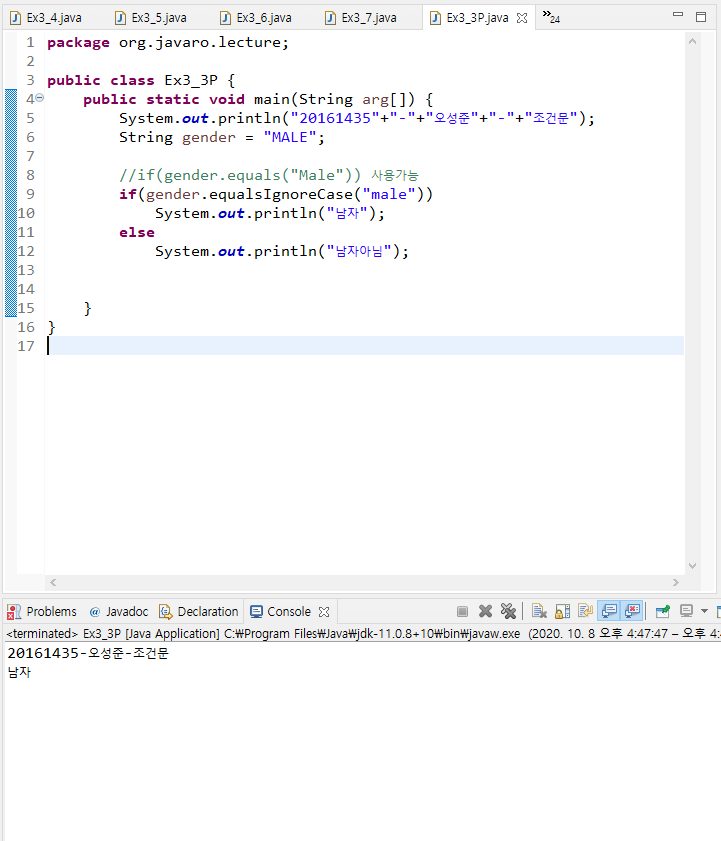 Ex3_4.java Ex3_5.java Ex3_6.java Ex3_7.java Ex3_3P.java »24
1 package org.javaro.lecture;
2
3 public class Ex3_3P {
4 public static void main(String arg[]) {
5 System.out.println("20161435"+"-"+"오성준"+"-"+"조건문");
6 String gender = "MALE";
7
8 //if(gender.equals("Male")) 사용가능
9 if(gender.equalsIgnoreCase("male"))
10 System.out.println("남자");
11 else
12 System.out.println("남자아님");
13
14
15 }
16 }
17
Problems @ Javadoc Declaration Console
<terminated> Ex3_3P [Java Application] C:₩Program Files₩Java₩jdk-11.0.8+10₩bin₩javaw.exe (2020. 10. 8 오후 4:47:47 – 오후 4:
20161435-오성준-조건문
남자